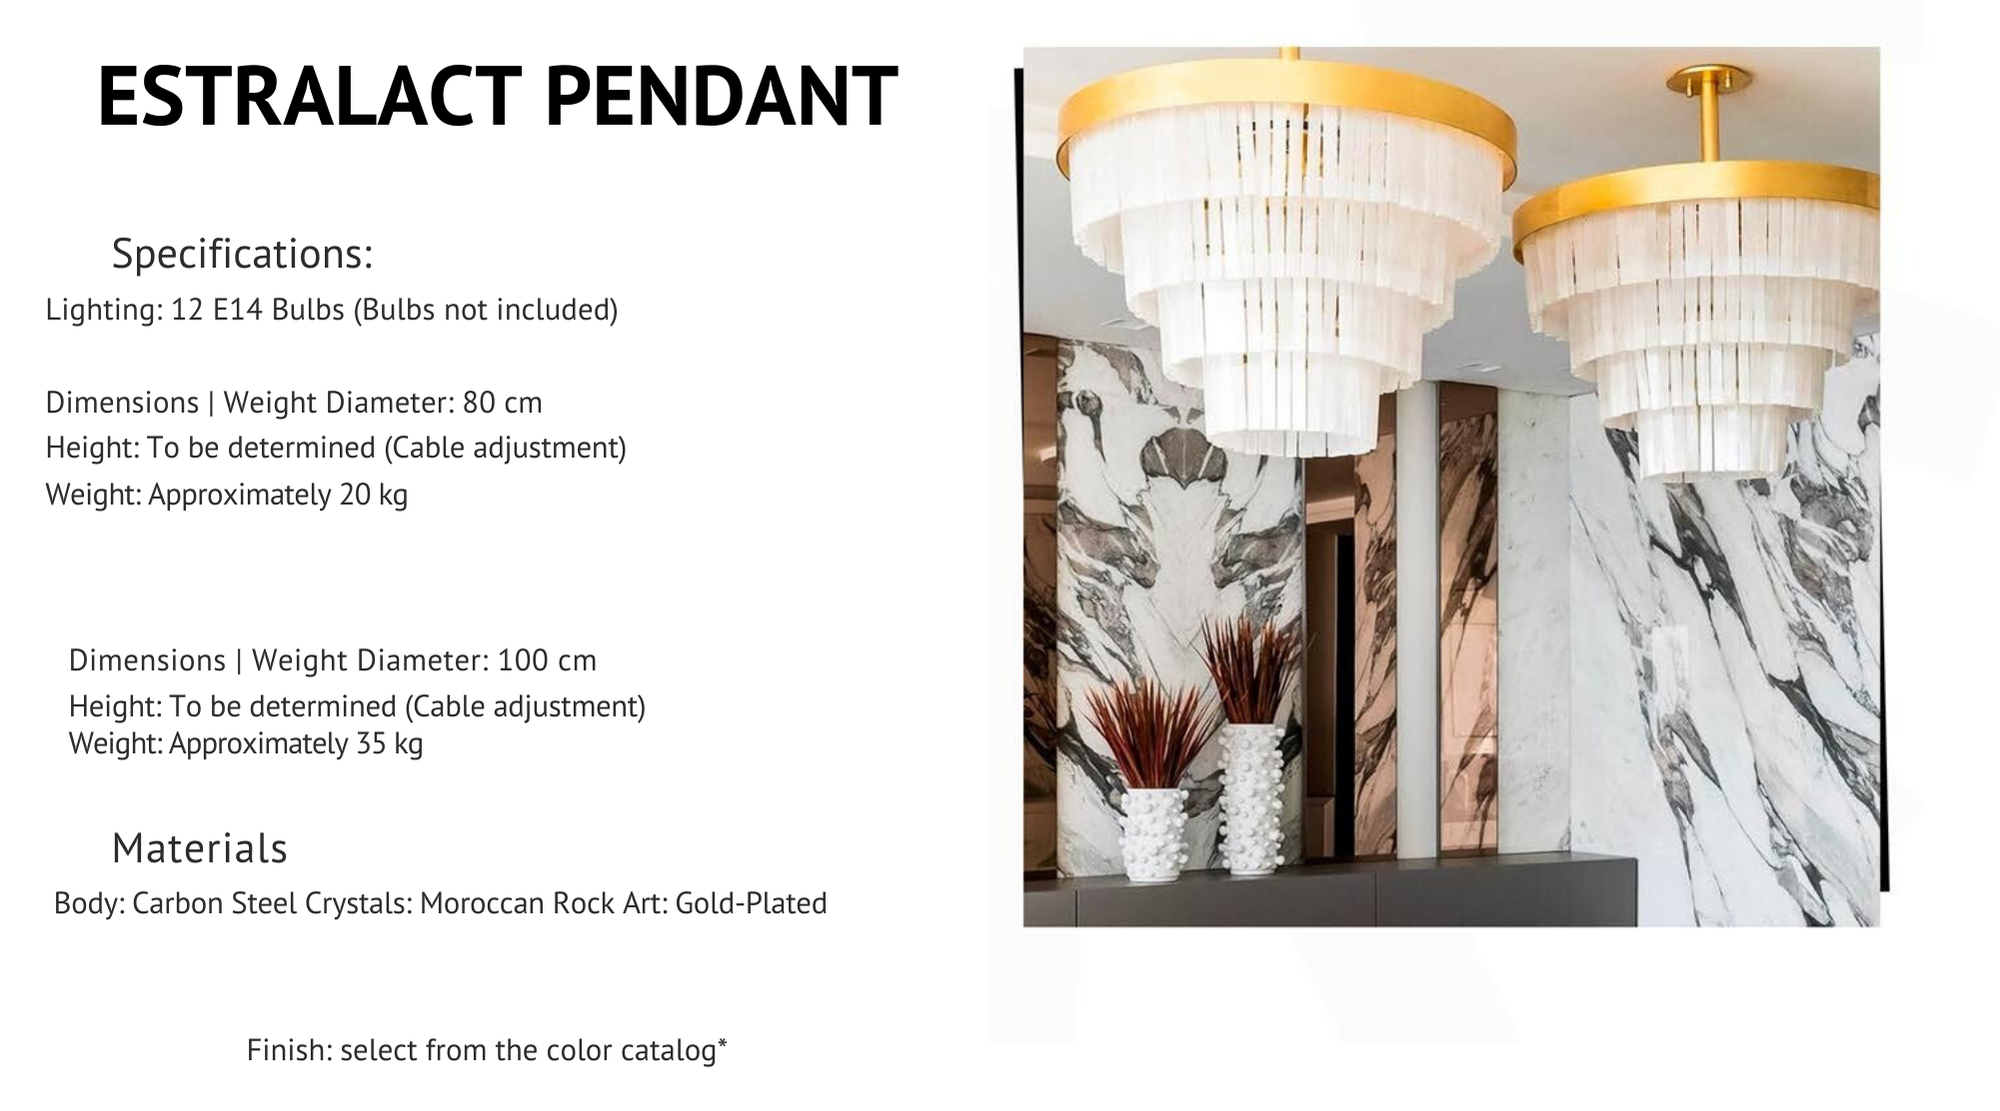 ESTRALACT PENDANT
Specifications:
Lighting: 12 E14 Bulbs (Bulbs not included)
Dimensions | Weight Diameter: 80 cm
Height: To be determined (Cable adjustment)
Weight: Approximately 20 kg
Dimensions | Weight Diameter: 100 cm
Height: To be determined (Cable adjustment)
Weight: Approximately 35 kg
Materials
Body: Carbon Steel Crystals: Moroccan Rock Art: Gold-Plated
Finish: select from the color catalog*